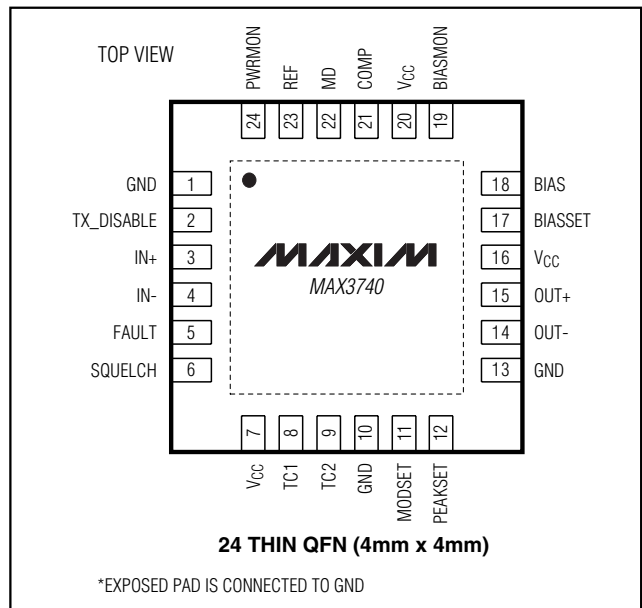 TOP VIEW
PWRMON
REF
MD
COMP
VCC
BIASMON
24
23
22
21
20
19
GND 1
TX_DISABLE 2
IN+ 3
IN- 4
FAULT 5
SQUELCH 6
MAXIM
MAX3740
18 BIAS
17 BIASSET
16 VCC
15 OUT+
14 OUT-
13 GND
7
8
9
10
11
12
VCC
TC1
TC2
GND
MODSET
PEAKSET
24 THIN QFN (4mm x 4mm)
*EXPOSED PAD IS CONNECTED TO GND